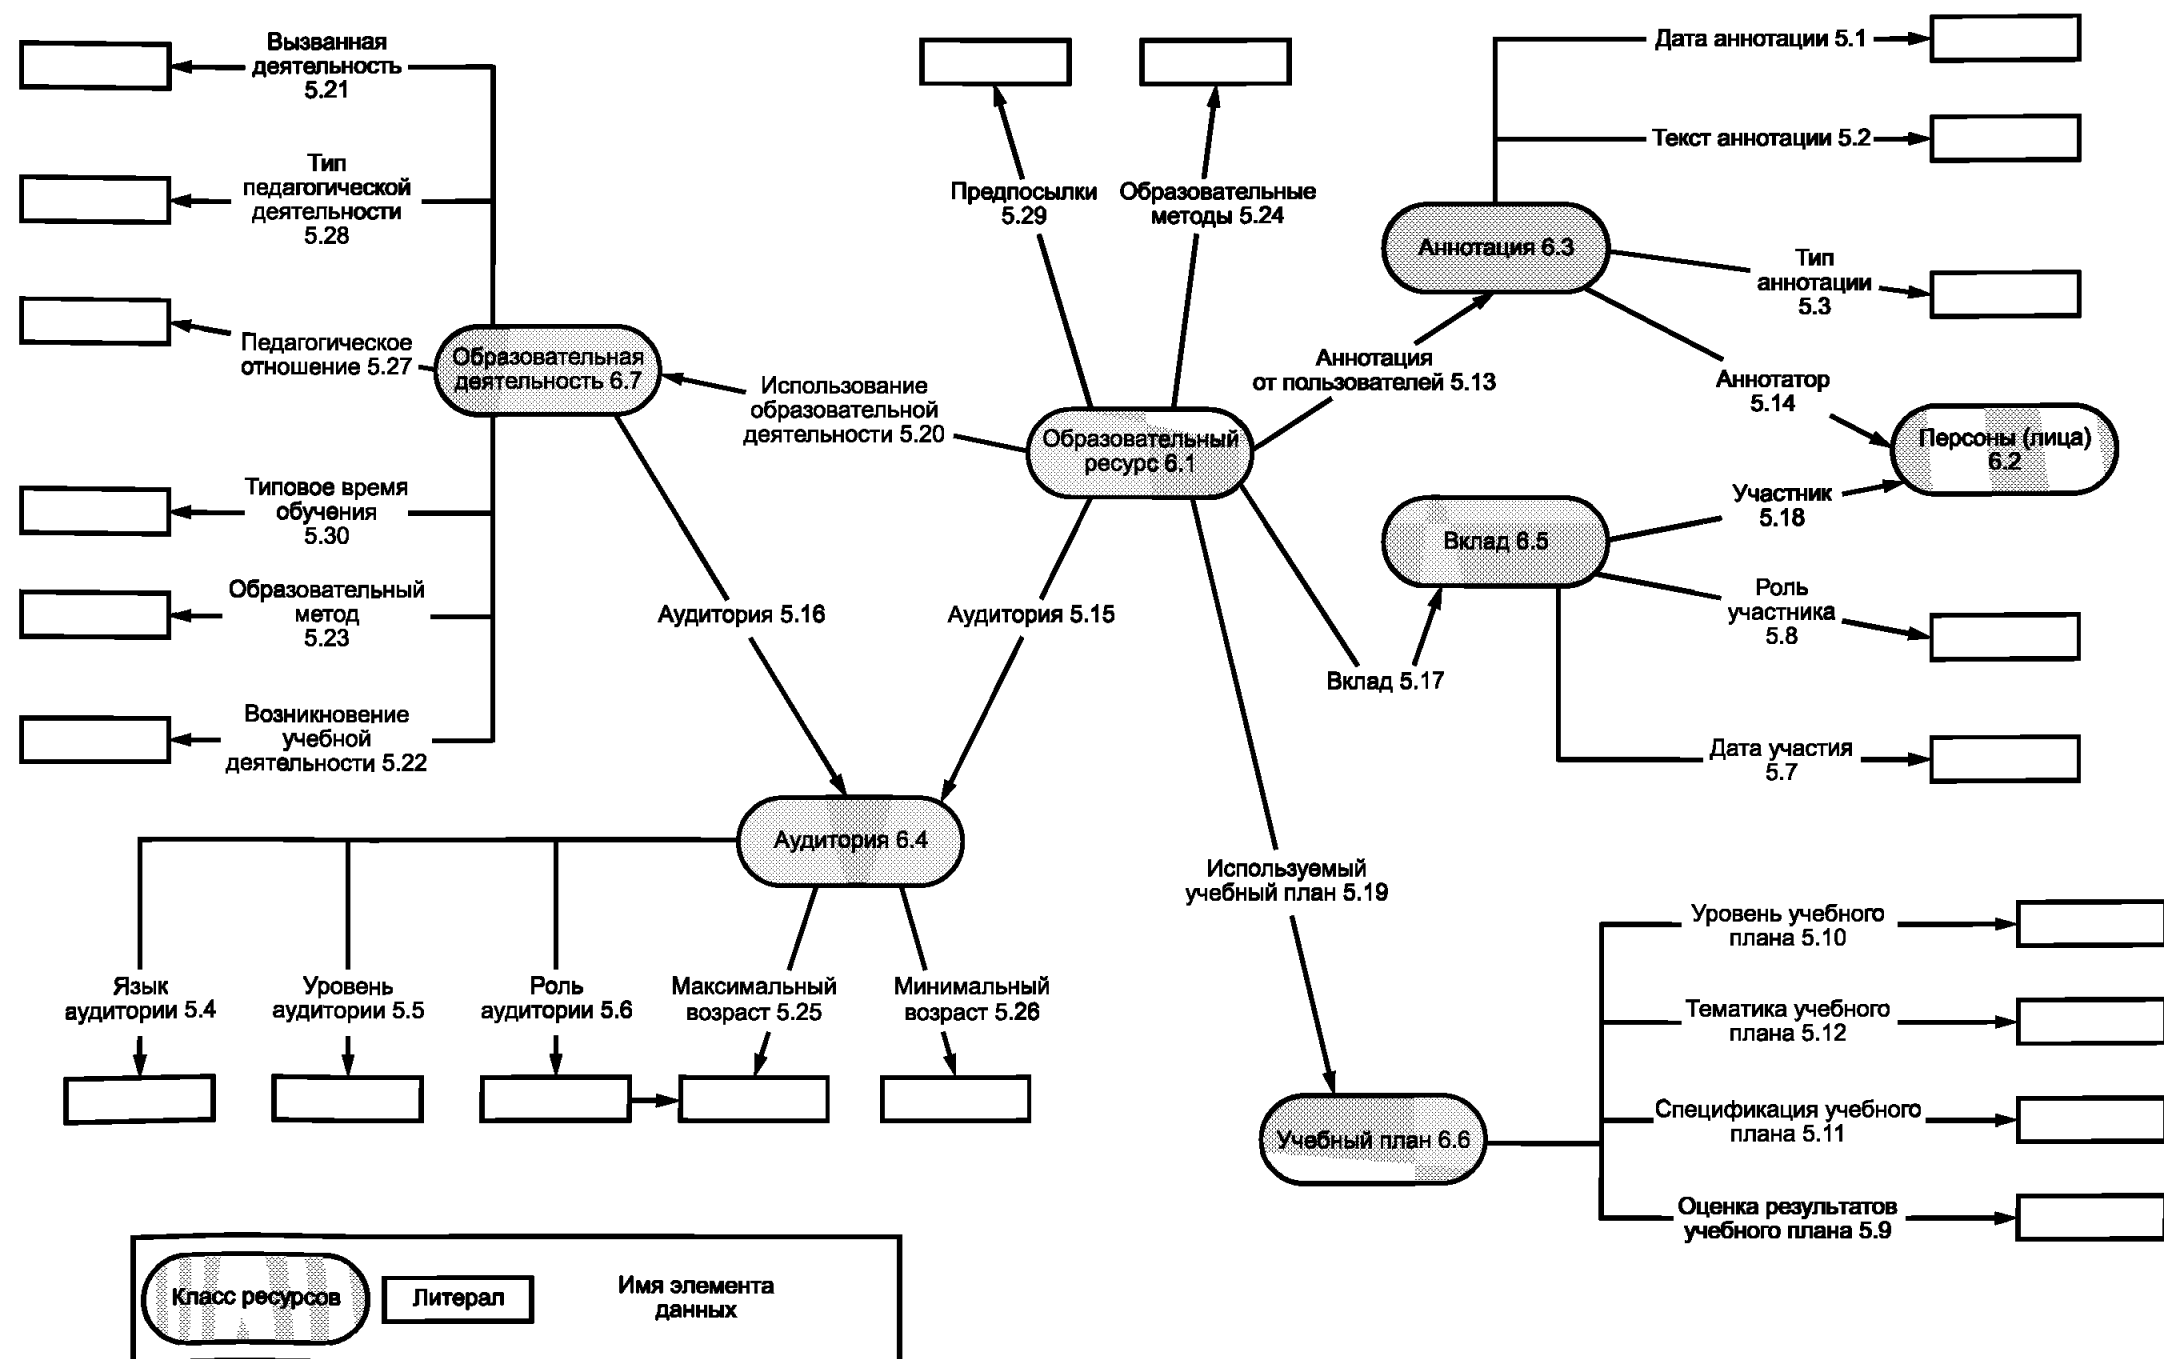 Вызванная
деятельность
5.21
Тип
педагогической
деятельности
5.28
Педагогическое
отношение 5.27
Образовательная
деятельность 6.7
Типовое время
обучения
5.30
Образовательный
метод
5.23
Возникновение
учебной
деятельности 5.22
Предпосылки
5.29
Образовательные
методы 5.24
Использование
образовательной
деятельности 5.20
Образовательный
ресурс 6.1
Аннотация
от пользователей 5.13
Дата аннотации 5.1
Текст аннотации 5.2
Аннотация 6.3
Тип
аннотации
5.3
Аннотатор
5.14
Персоны (лица)
6.2
Участник
5.18
Вклад 6.5
Роль
участника
5.8
Вклад 5.17
Дата участия
5.7
Аудитория 5.16
Аудитория 5.15
Аудитория 6.4
Язык
аудитории 5.4
Уровень
аудитории 5.5
Роль
аудитории 5.6
Максимальный
возраст 5.25
Минимальный
возраст 5.26
Используемый
учебный план 5.19
Учебный план 6.6
Уровень учебного
плана 5.10
Тематика учебного
плана 5.12
Спецификация учебного
плана 5.11
Оценка результатов
учебного плана 5.9
Класс ресурсов
Литерал
Имя элемента
данных